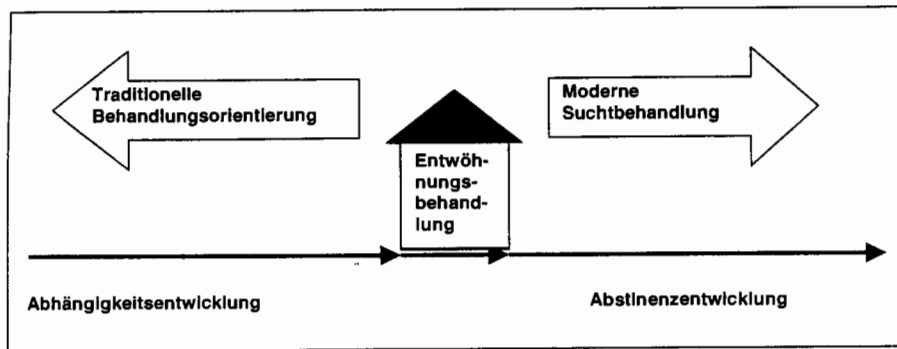 Traditionelle
Behandlungsorientierung
Moderne
Suchtbehandlung
Entwöh-
nungs-
behand-
lung
Abhängigkeitsentwicklung
Abstinenzentwicklung